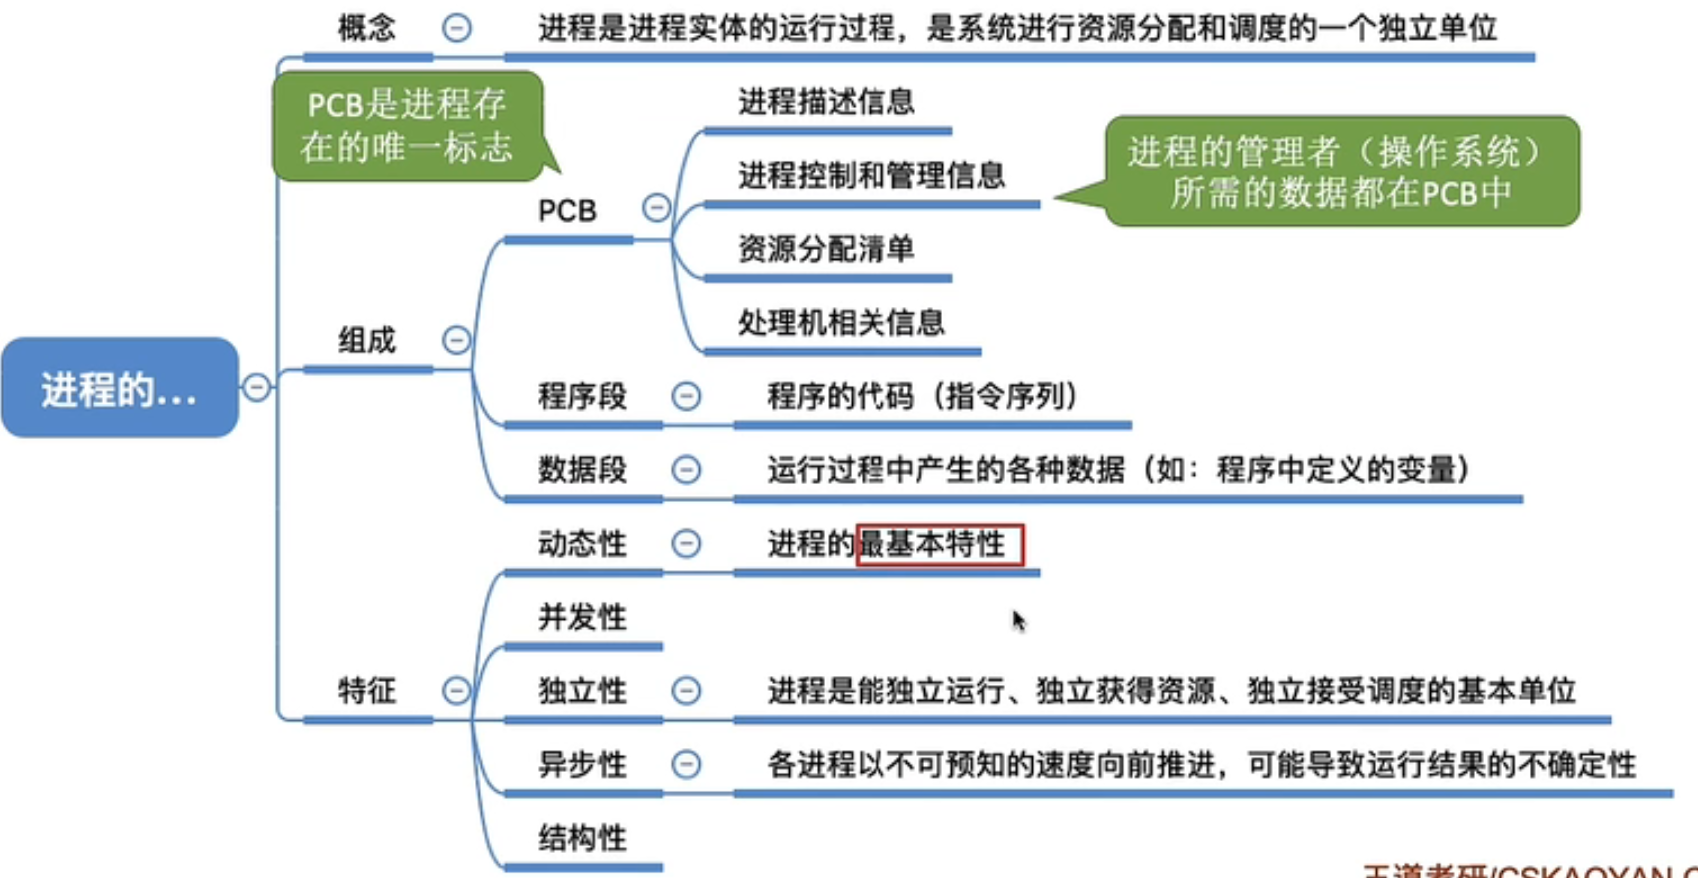 概念
进程是进程实体的运行过程，是系统进行资源分配和调度的一个独立单位
PCB是进程存
在的唯一标志
进程描述信息
进程控制和管理信息
进程的管理者（操作系统）
所需的数据都在PCB中
PCB
资源分配清单
处理机相关信息
组成
进程的...
程序段
程序的代码（指令序列）
数据段
运行过程中产生的各种数据（如：程序中定义的变量）
动态性
进程的最基本特性
并发性
特征
独立性
进程是能独立运行、独立获得资源、独立接受调度的基本单位
异步性
各进程以不可预知的速度向前推进，可能导致运行结果的不确定性
结构性
王道考研/CSKAOYAN.C